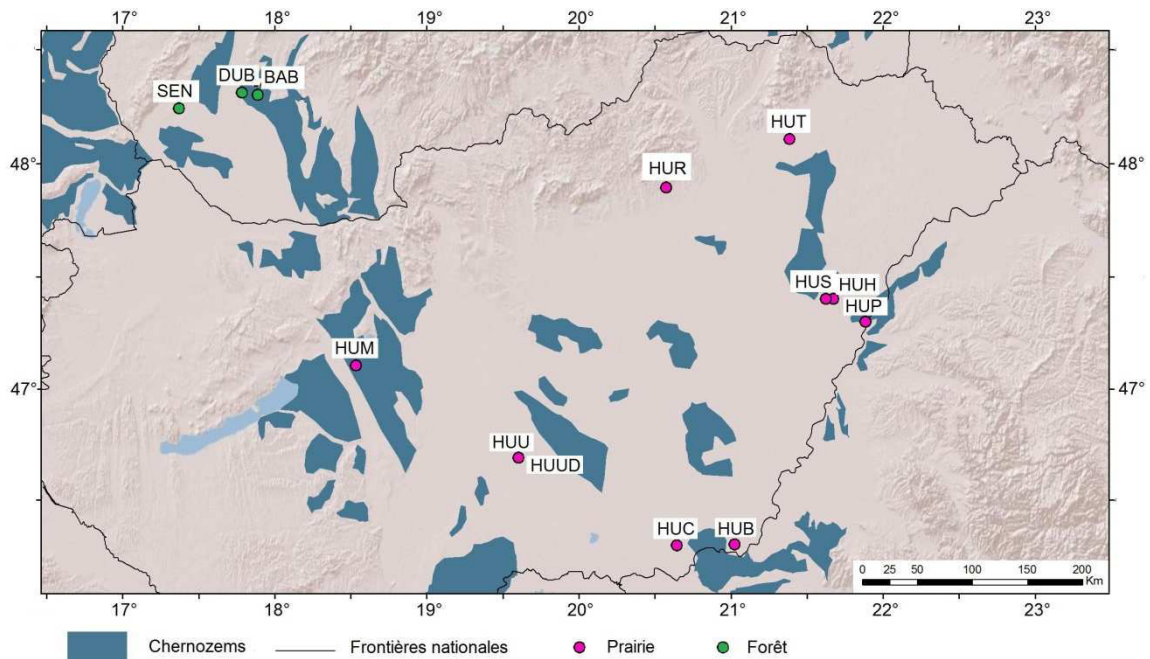 17° 18° 19° 20° 21° 22° 23°
DUB BAB
SEN
HUT
48° 48°
HUR
HUS HUH
HUP
HUM
47° 47°
HUU
HUUD
HUC HUB
0 25 50 100 150 200
Km
17° 18° 19° 20° 21° 22° 23°
Chernozems Frontières nationales Prairie Forêt